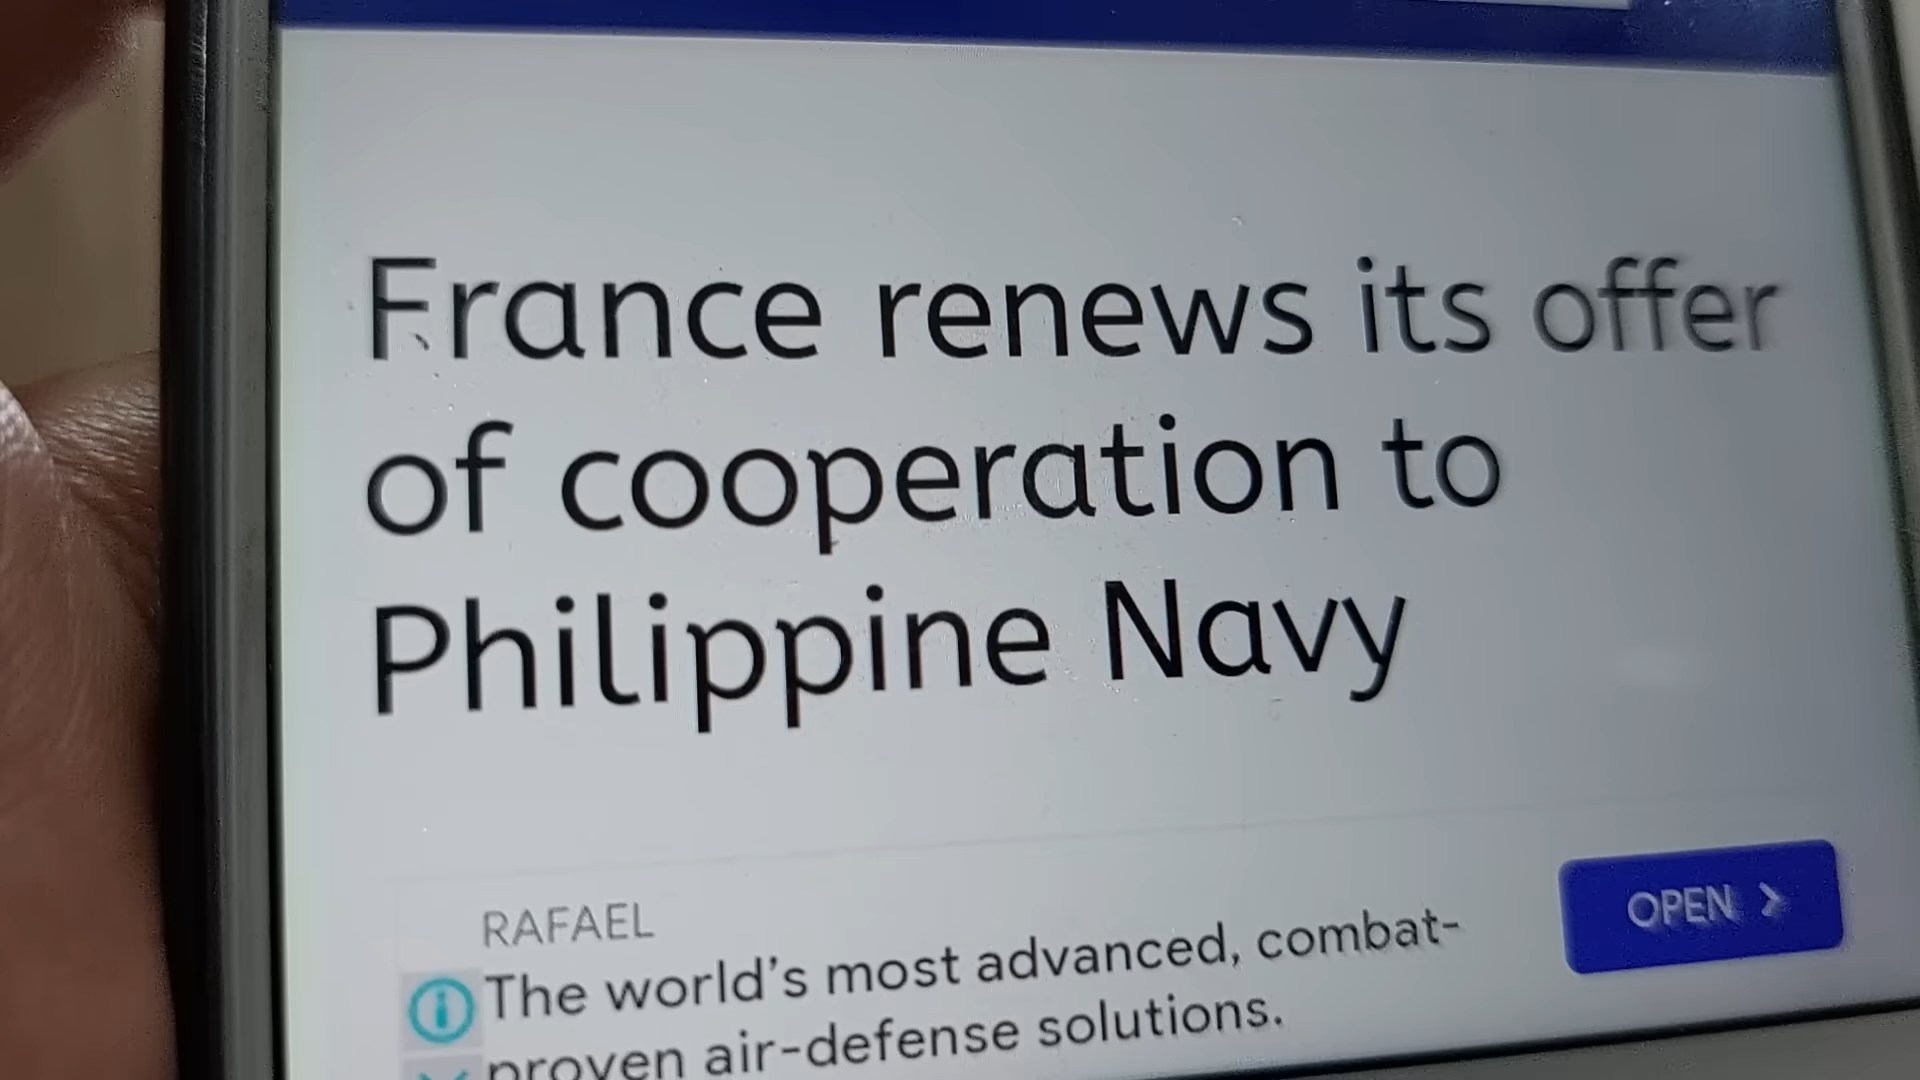 France renews its offer
of cooperation to
Philippine Navy
RAFAEL
The world's most advanced, combat-
proven air-defense solutions.
OPEN >